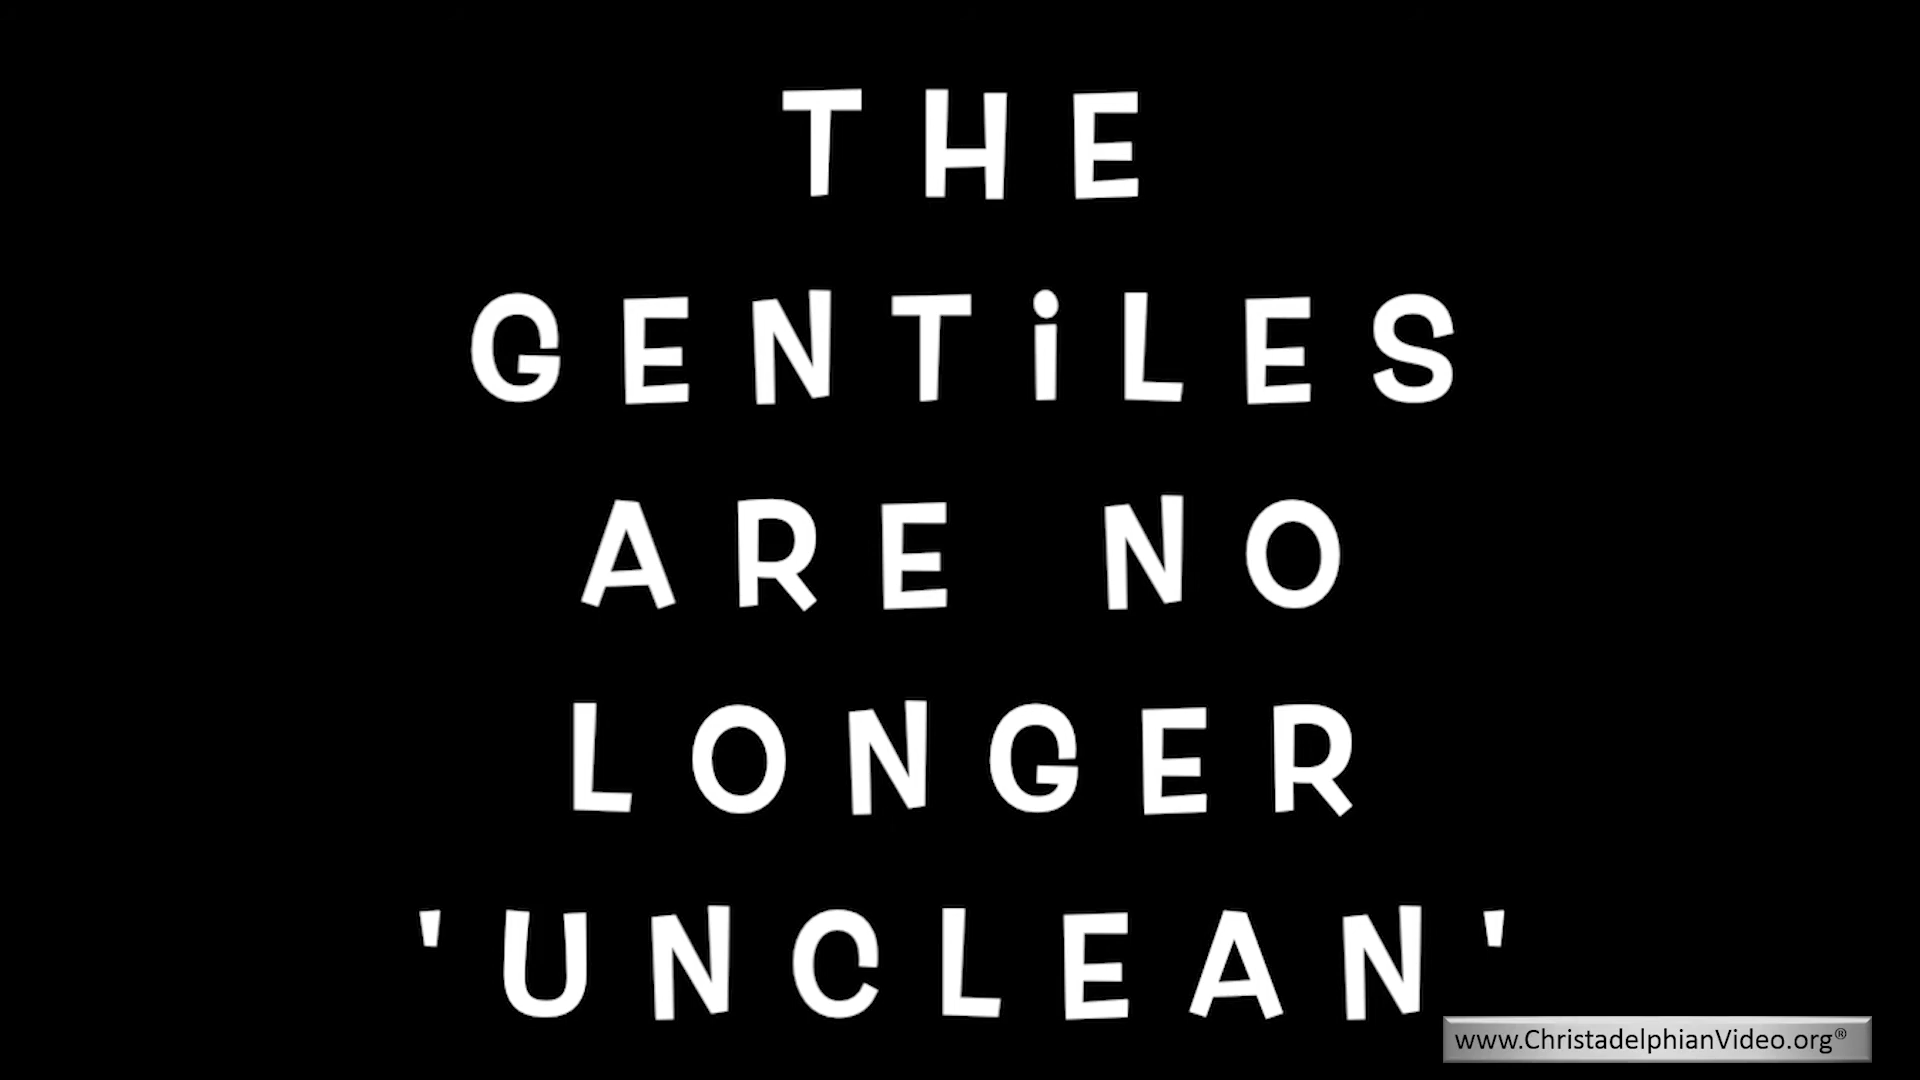 THE
GENTiLES
ARE NO
LONGER
'UNCLEAN'
www.ChristadelphianVideo.org®